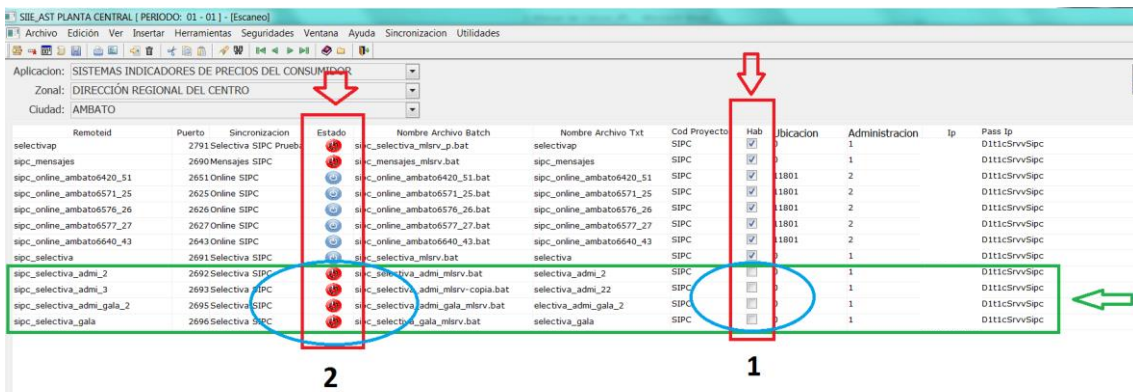 SIIE_AST PLANTA CENTRAL [ PERIODO: 01 - 01 ] - [Escaneo]
Archivo Edición Ver Insertar Herramientas Seguridades Ventana Ayuda Sincronizacion Utilidades
Aplicacion: SISTEMAS INDICADORES DE PRECIOS DEL CONSUMIDOR
Zonal: DIRECCIÓN REGIONAL DEL CENTRO
Ciudad: AMBATO
Remoteid Puerto Sincronizacion Estado Nombre Archivo Batch Nombre Archivo Txt Cod Proyecto Hab Ubicacion Administracion Ip Pass Ip
selectivap 2791 Selectiva SIPC Prueba sipc_selectiva_mlsrv_p.bat selectivap SIPC 0 1 D1t1cSrvvSipc
sipc_mensajes 2690 Mensajes SIPC sipc_mensajes_mlsrv.bat sipc_mensajes SIPC 0 1 D1t1cSrvvSipc
sipc_online_ambato6420_51 2651 Online SIPC sipc_online_ambato6420_51.bat sipc_online_ambato6420_51 SIPC 11801 2 D1t1cSrvvSipc
sipc_online_ambato6571_25 2625 Online SIPC sipc_online_ambato6571_25.bat sipc_online_ambato6571_25 SIPC 11801 2 D1t1cSrvvSipc
sipc_online_ambato6576_26 2626 Online SIPC sipc_online_ambato6576_26.bat sipc_online_ambato6576_26 SIPC 11801 2 D1t1cSrvvSipc
sipc_online_ambato6577_27 2627 Online SIPC sipc_online_ambato6577_27.bat sipc_online_ambato6577_27 SIPC 11801 2 D1t1cSrvvSipc
sipc_online_ambato6640_43 2643 Online SIPC sipc_online_ambato6640_43.bat sipc_online_ambato6640_43 SIPC 11801 2 D1t1cSrvvSipc
sipc_selectiva 2691 Selectiva SIPC sipc_selectiva_mlsrv.bat selectiva SIPC 0 1 D1t1cSrvvSipc
sipc_selectiva_admi_2 2692 Selectiva SIPC sipc_selectiva_admi_mlsrv.bat selectiva_admi_2 SIPC 0 1 D1t1cSrvvSipc
sipc_selectiva_admi_3 2693 Selectiva SIPC sipc_selectiva_admi_mlsrv-copia.bat selectiva_admi_22 SIPC 0 1 D1t1cSrvvSipc
sipc_selectiva_admi_gala_2 2695 Selectiva SIPC sipc_selectiva_admi_gala_mlsrv.bat electiva_admi_gala_2 SIPC 0 1 D1t1cSrvvSipc
sipc_selectiva_gala 2696 Selectiva SIPC sipc_selectiva_gala_mlsrv.bat selectiva_gala SIPC 0 1 D1t1cSrvvSipc
2 1